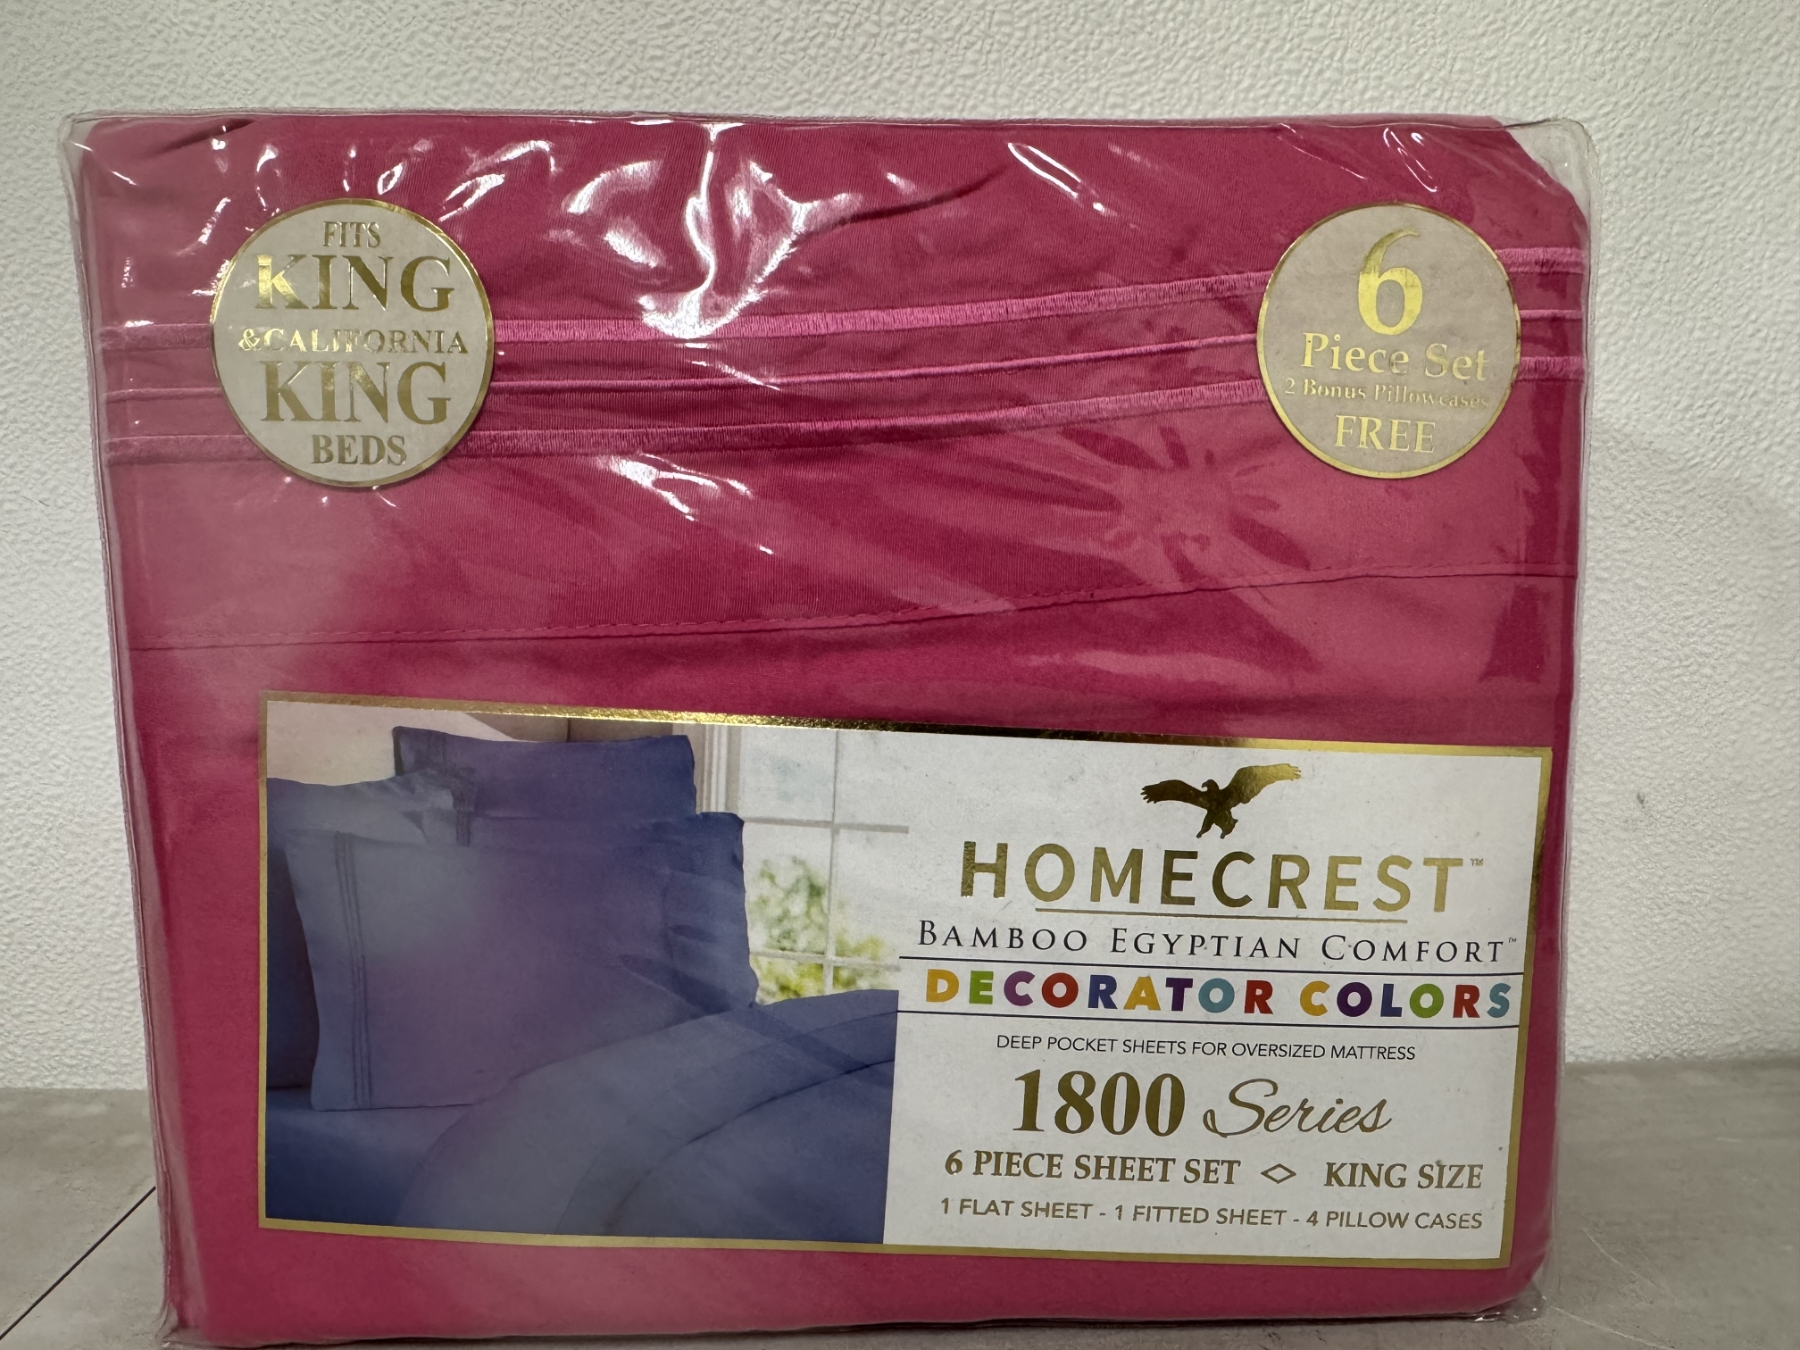 FITS
KING
&CALIFORNIA
KING
BEDS
6
Piece Set
2 Bonus Pillowcases
FREE
HOMECREST™
BAMBOO EGYPTIAN COMFORT™
DECORATOR COLORS
DEEP POCKET SHEETS FOR OVERSIZED MATTRESS
1800 Series
6 PIECE SHEET SET ◇ KING SIZE
1 FLAT SHEET - 1 FITTED SHEET - 4 PILLOW CASES